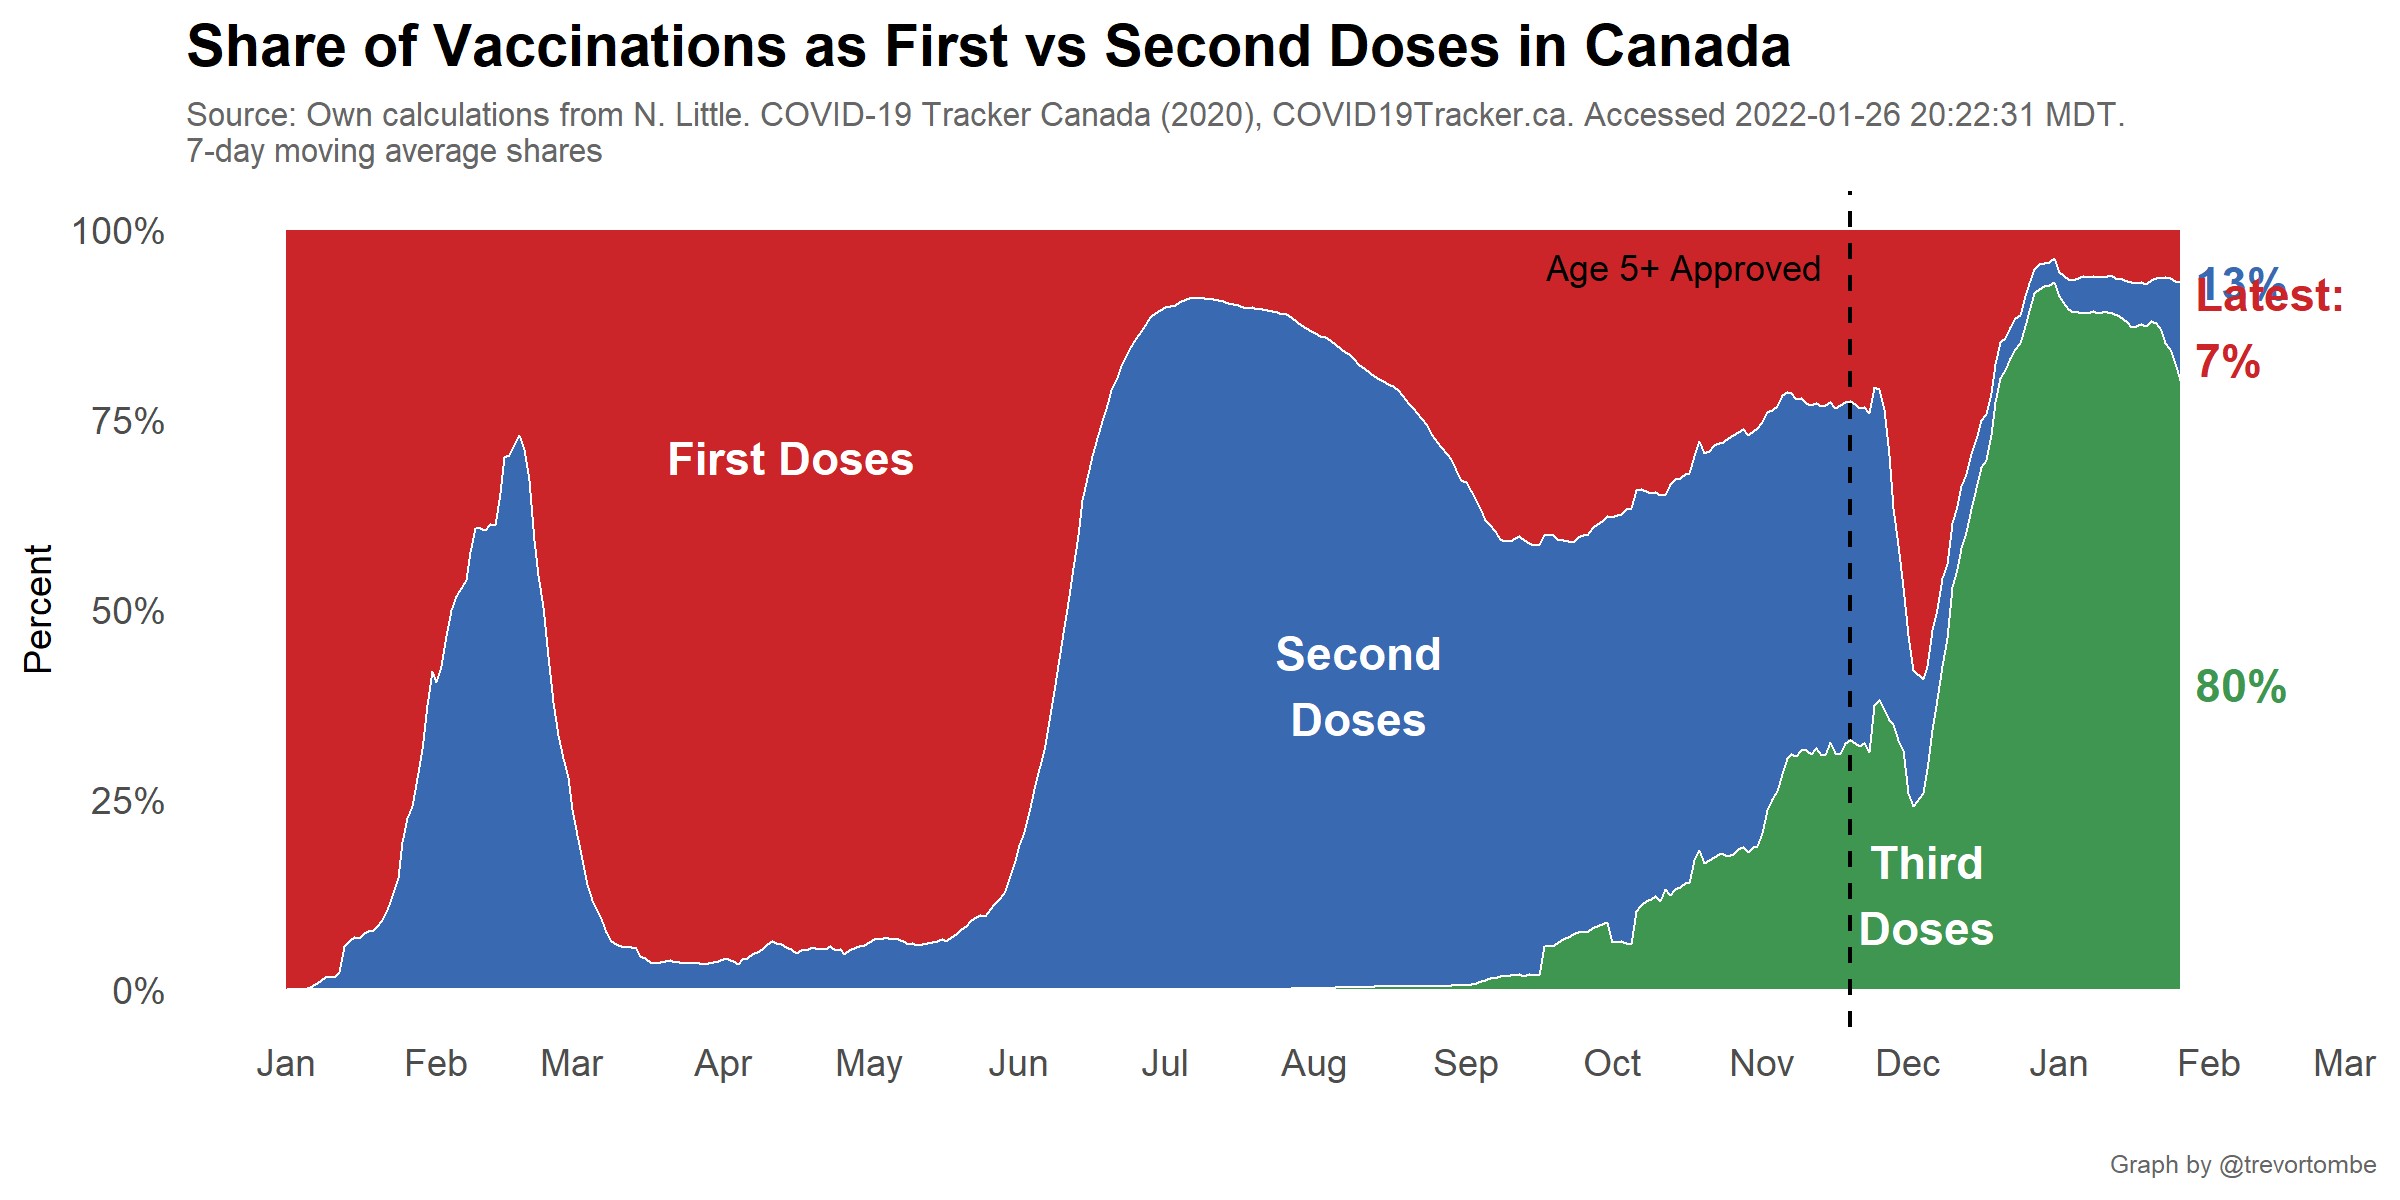 Share of Vaccinations as First vs Second Doses in Canada
Source: Own calculations from N. Little. COVID-19 Tracker Canada (2020), COVID19Tracker.ca. Accessed 2022-01-26 20:22:31 MDT.
7-day moving average shares
100%
75%
50%
25%
0%
Percent
Age 5+ Approved
First Doses
Second
Doses
Third
Doses
13%
Latest:
7%
80%
Jan Feb Mar Apr May Jun Jul Aug Sep Oct Nov Dec Jan Feb Mar
Graph by @trevortombe